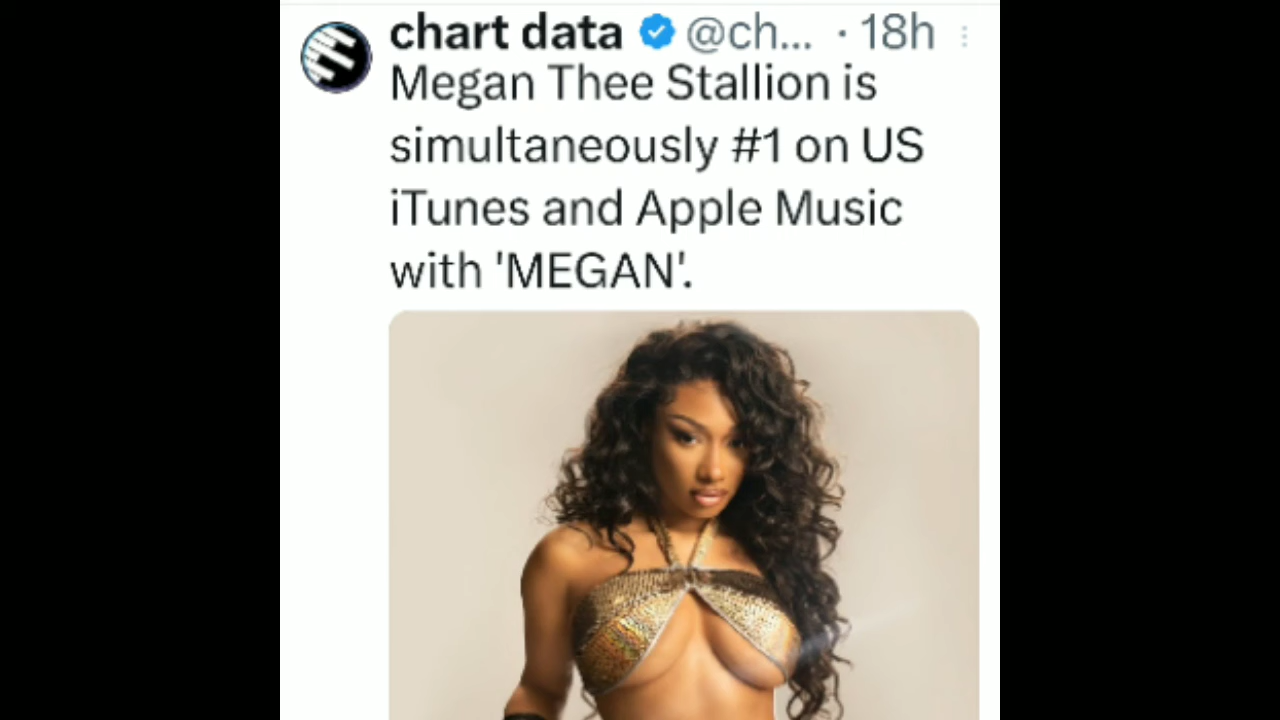 chart data @ch... · 18h
Megan Thee Stallion is
simultaneously #1 on US
iTunes and Apple Music
with 'MEGAN'.